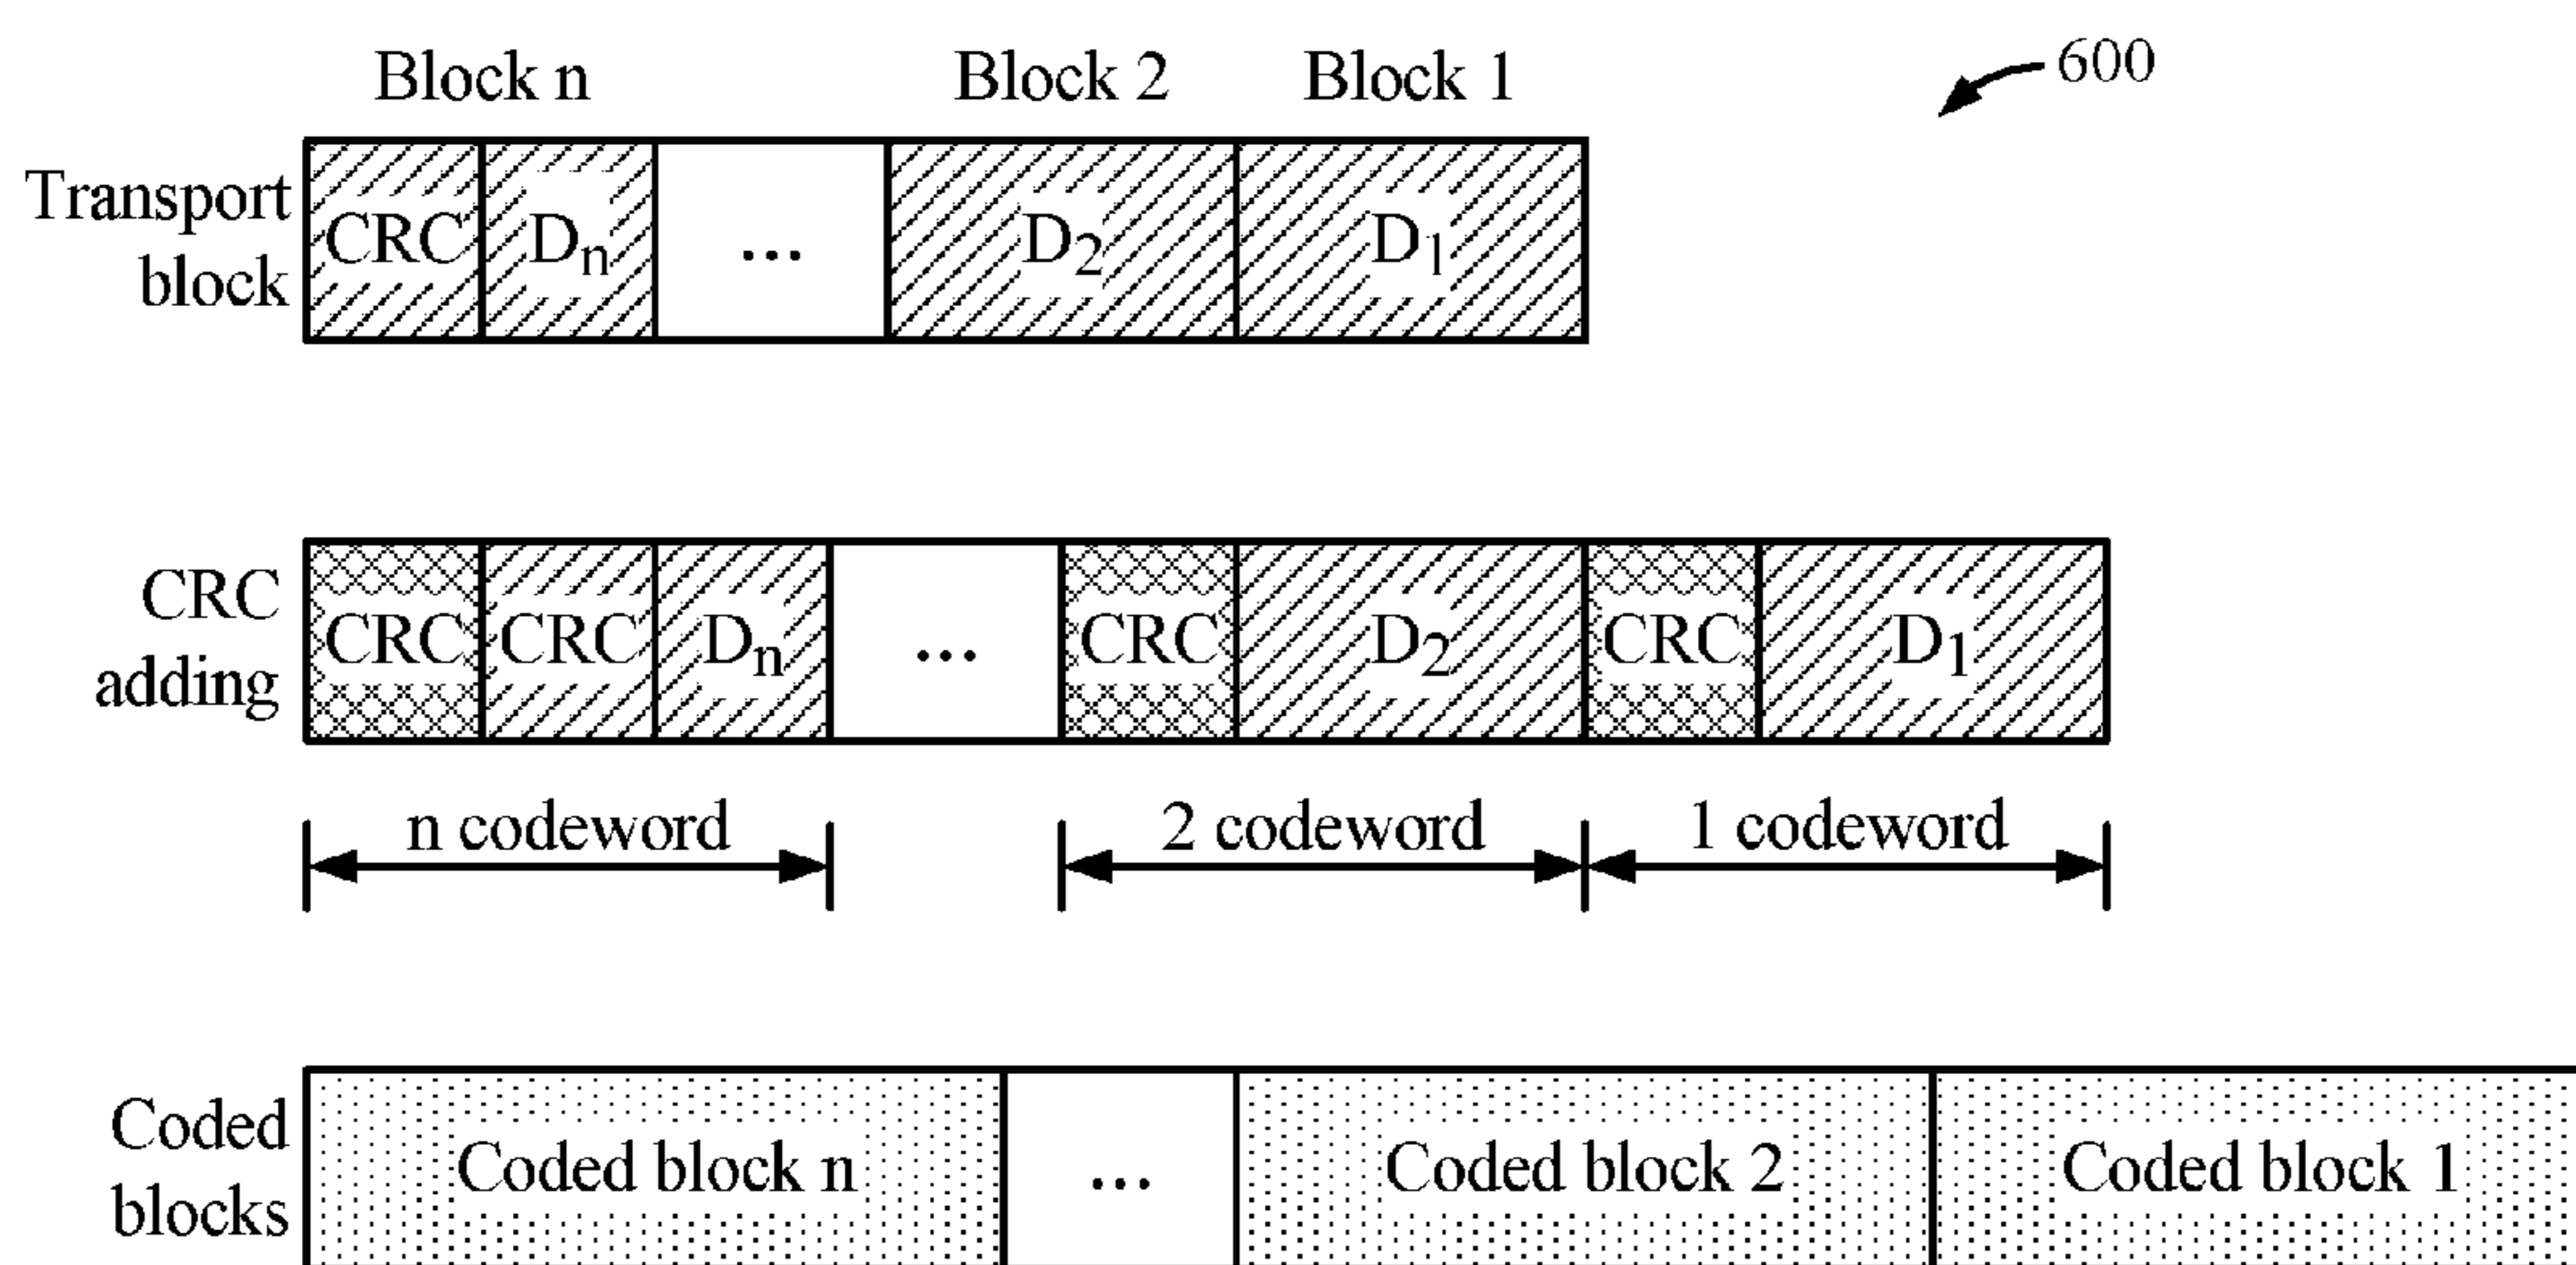 Block n Block 2 Block 1 600
Transport block
CRC Dn ... D2 D1
CRC adding
CRC CRC Dn ... CRC D2 CRC D1
n codeword 2 codeword 1 codeword
Coded blocks
Coded block n ... Coded block 2 Coded block 1